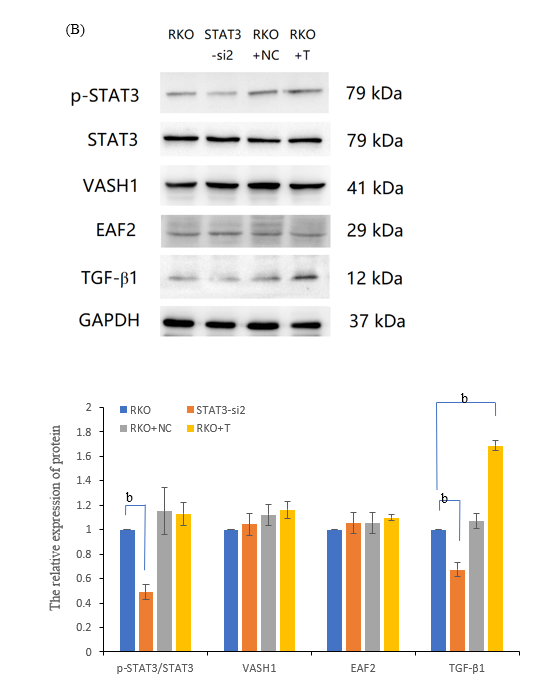 (B)
RKO STAT3 RKO RKO
-si2 +NC +T
p-STAT3 79 kDa
STAT3 79 kDa
VASH1 41 kDa
EAF2 29 kDa
TGF-β1 12 kDa
GAPDH 37 kDa
RKO STAT3-si2
RKO+NC RKO+T
b
b
b
The relative expression of protein
2
1.8
1.6
1.4
1.2
1
0.8
0.6
0.4
0.2
0
p-STAT3/STAT3 VASH1 EAF2 TGF-β1